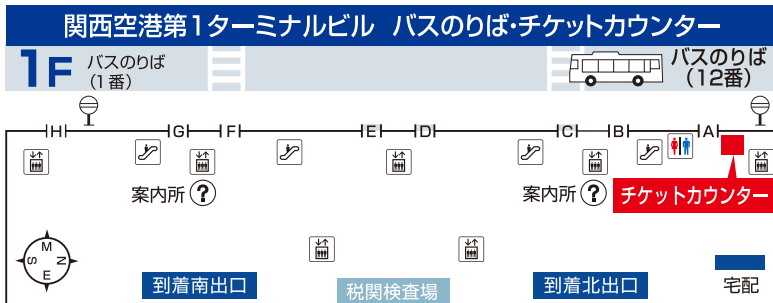 関西空港第1ターミナルビル バスのりば・チケットカウンター
1F
バスのりば
(1番)
バスのりば
(12番)
H
G
F
E
D
C
B
A
案内所 ?
案内所 ?
チケットカウンター
M
S
N
E
到着南出口
税関検査場
到着北出口
宅配